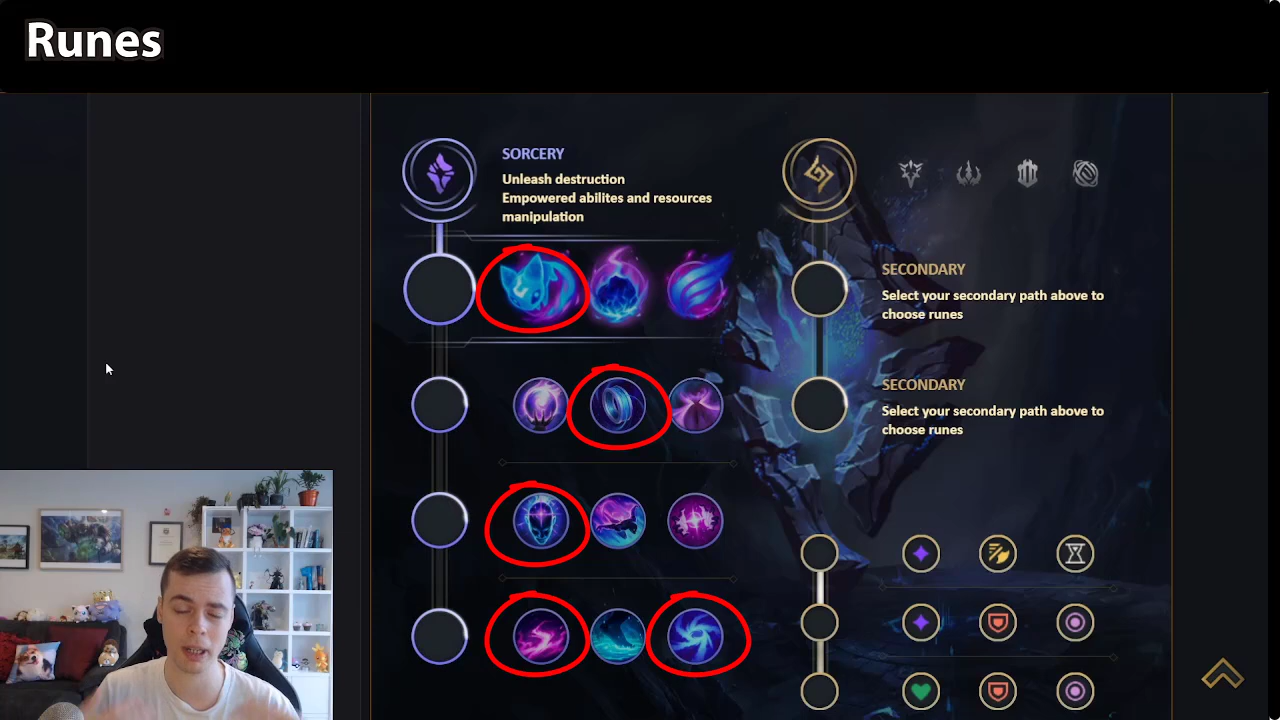 Runes
SORCERY
Unleash destruction
Empowered abilites and resources
manipulation
SECONDARY
Select your secondary path above to
choose runes
SECONDARY
Select your secondary path above to
choose runes